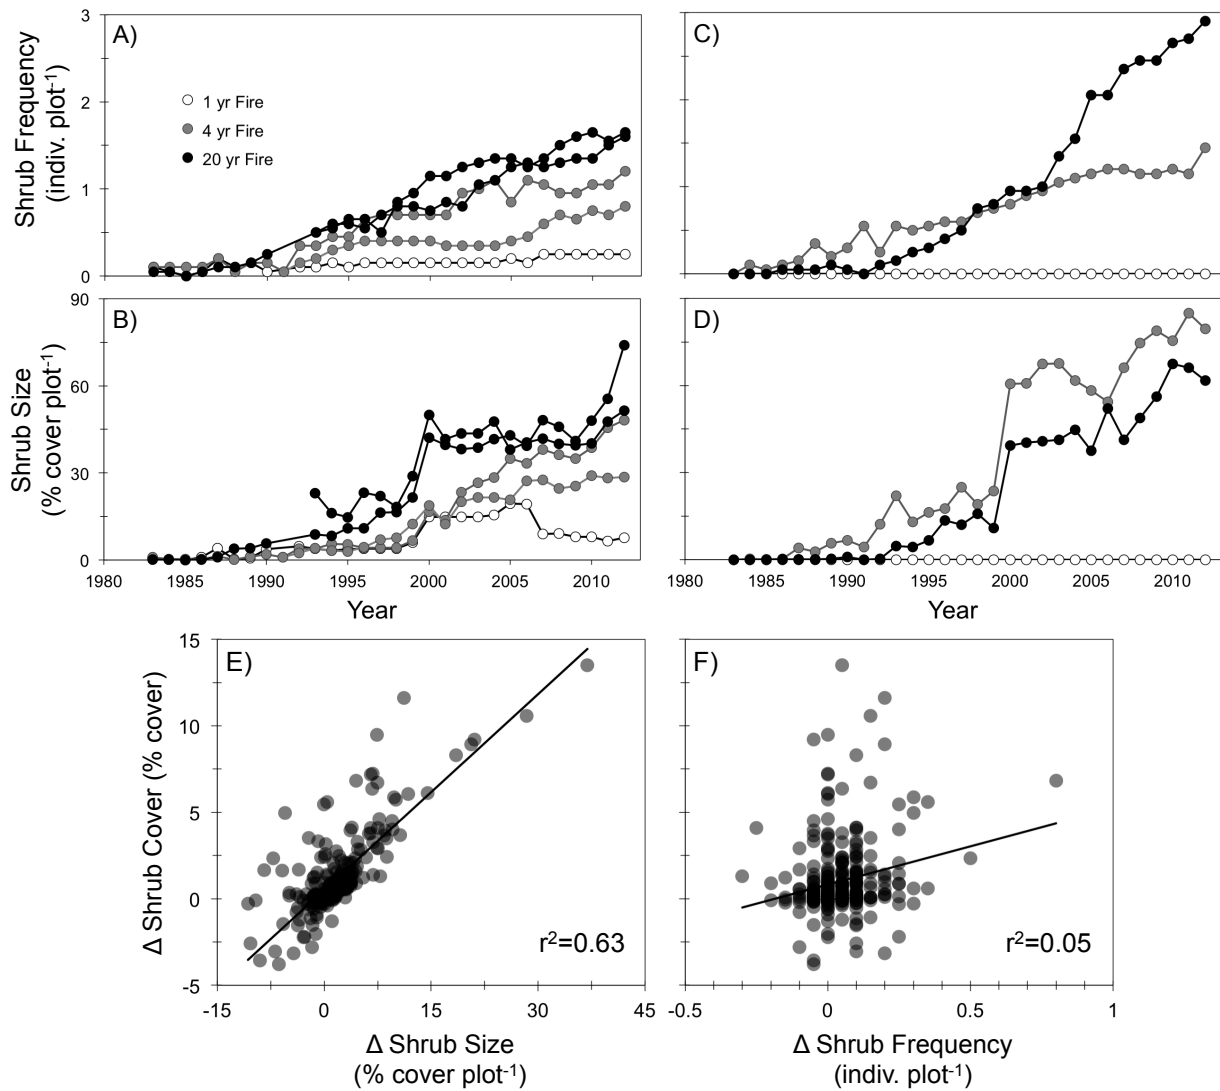 A)
C)
3
2
1
0
Shrub Frequency
(indiv. plot-1)
1 yr Fire
4 yr Fire
20 yr Fire
B)
D)
90
60
30
0
Shrub Size
(% cover plot-1)
1980 1985 1990 1995 2000 2005 2010
1980 1985 1990 1995 2000 2005 2010
Year
Year
E)
F)
15
10
5
0
-5
Δ Shrub Cover (% cover)
r2=0.63
r2=0.05
-15 0 15 30 45
-0.5 0 0.5 1
Δ Shrub Size
(% cover plot-1)
Δ Shrub Frequency
(indiv. plot-1)